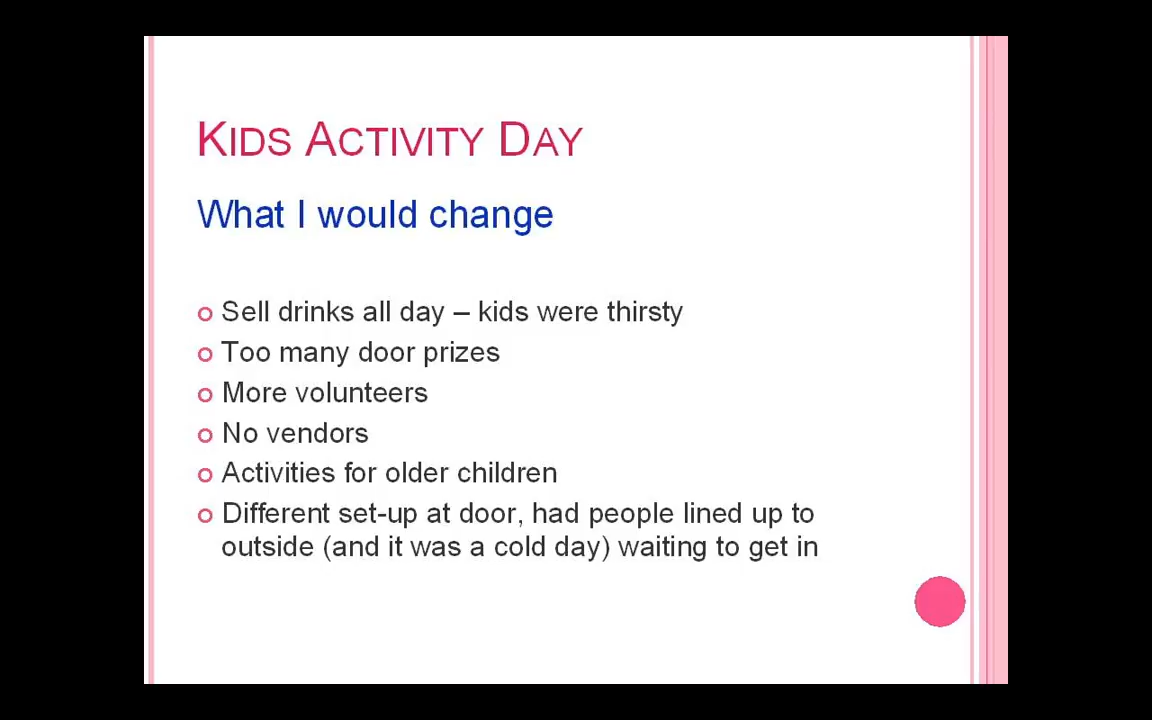 KIDS ACTIVITY DAY
What I would change
Sell drinks all day – kids were thirsty
Too many door prizes
More volunteers
No vendors
Activities for older children
Different set-up at door, had people lined up to
outside (and it was a cold day) waiting to get in